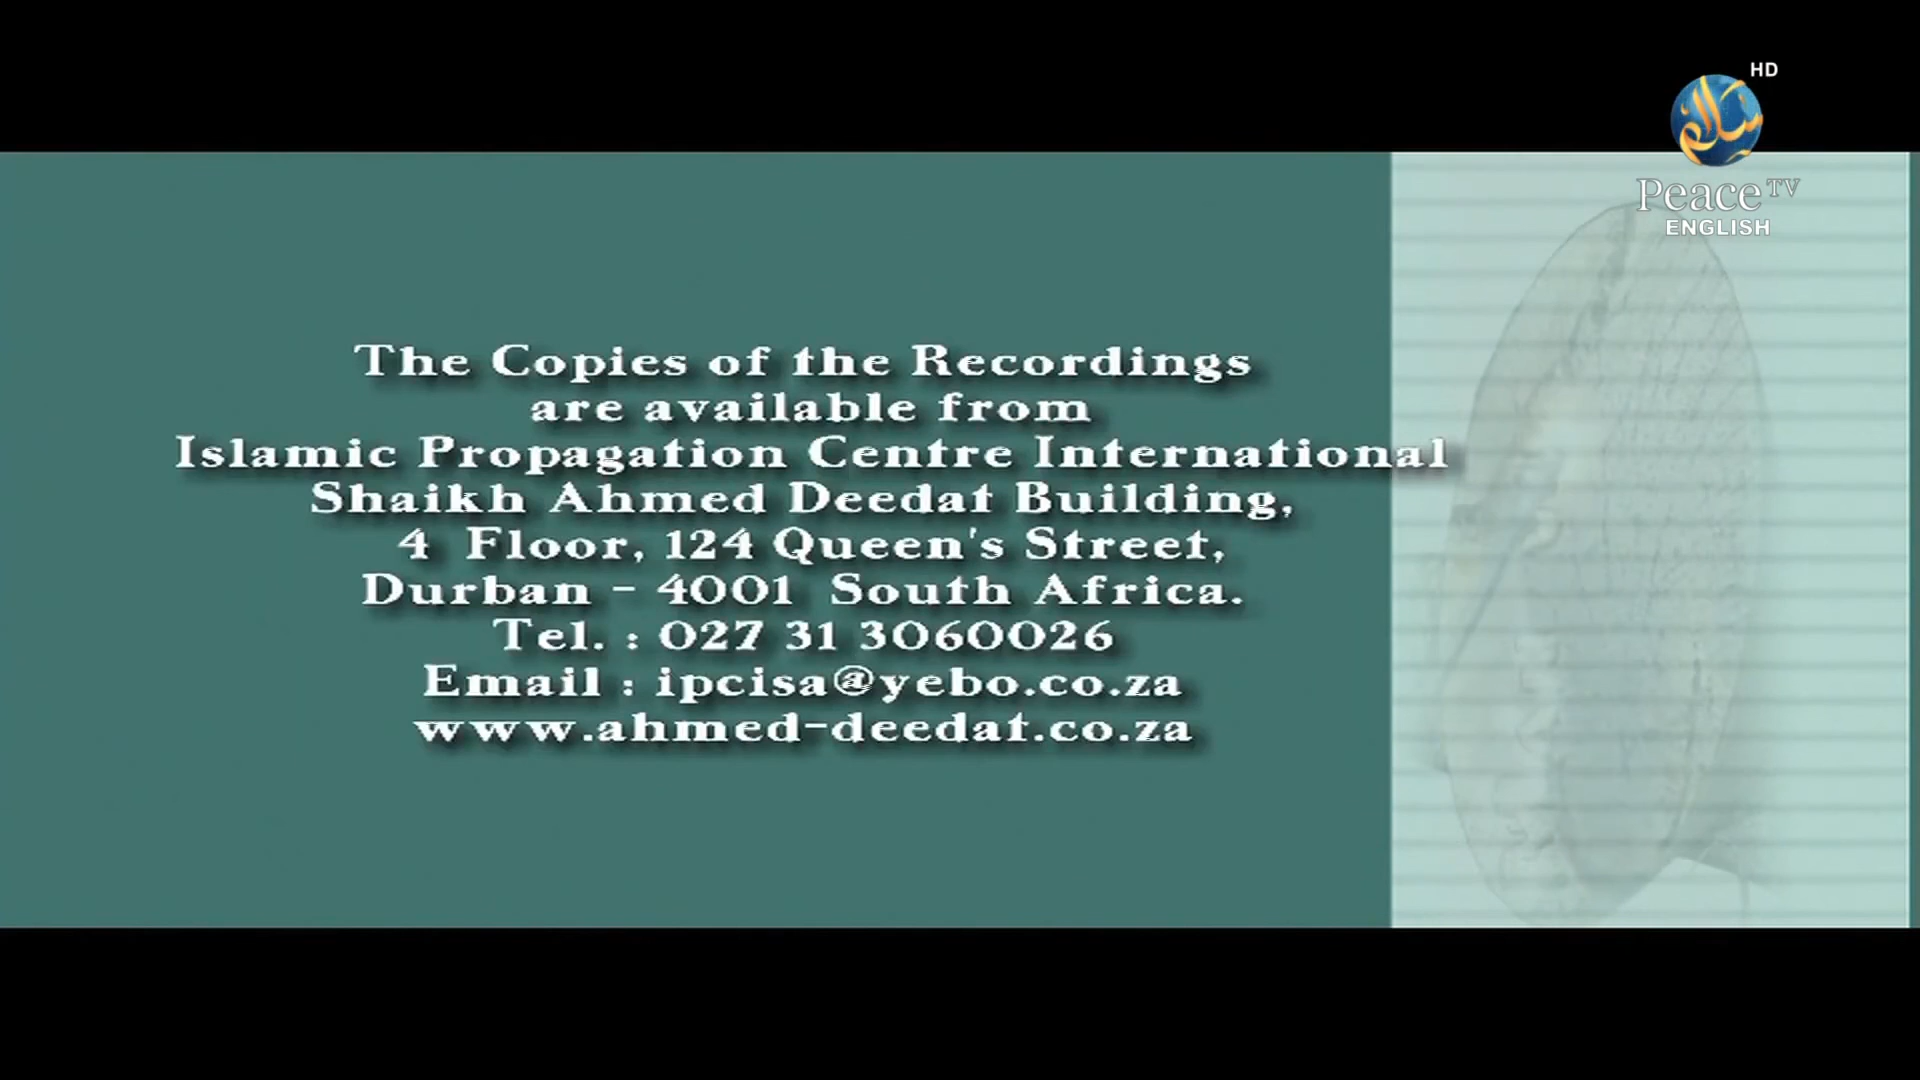 HD
سلام
Peace TV
ENGLISH
The Copies of the Recordings
are available from
Islamic Propagation Centre International
Shaikh Ahmed Deedat Building,
4 Floor, 124 Queen's Street,
Durban - 4001 South Africa.
Tel. : 027 31 3060026
Email : ipcisa@yebo.co.za
www.ahmed-deedat.co.za